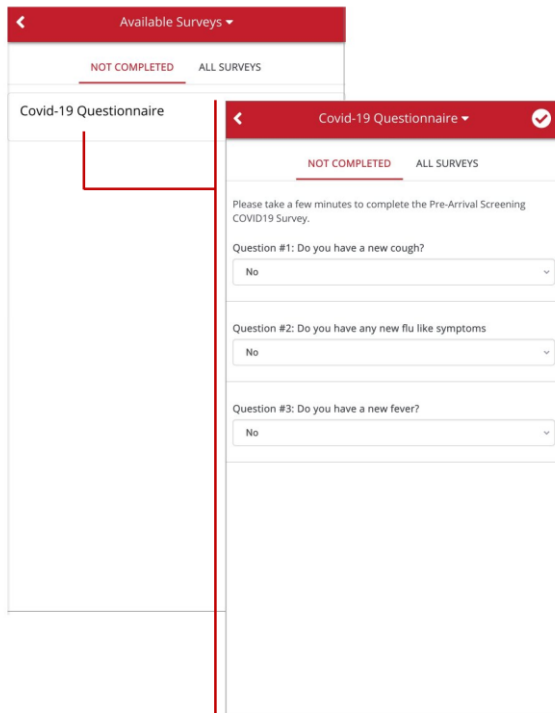 Available Surveys
NOT COMPLETED ALL SURVEYS
Covid-19 Questionnaire
Covid-19 Questionnaire
NOT COMPLETED ALL SURVEYS
Please take a few minutes to complete the Pre-Arrival Screening
COVID19 Survey.
Question #1: Do you have a new cough?
No
Question #2: Do you have any new flu like symptoms
No
Question #3: Do you have a new fever?
No